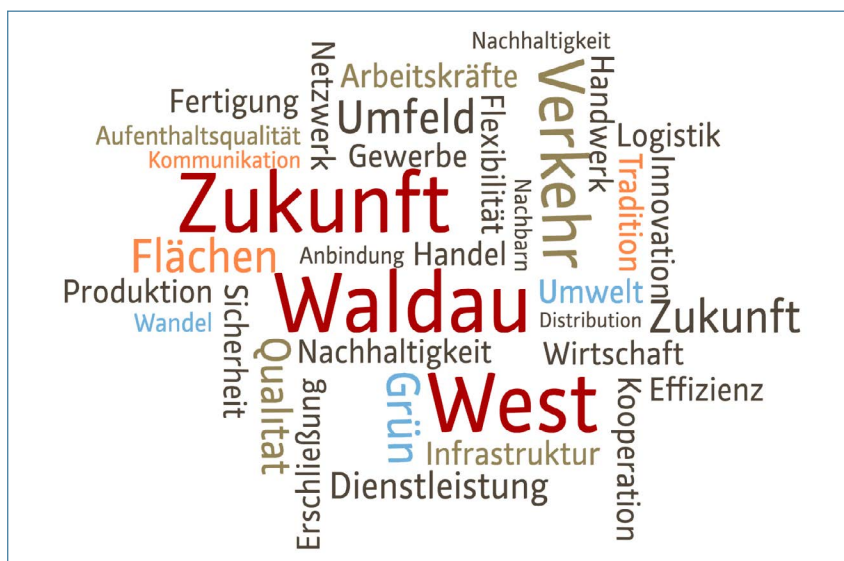 Nachhaltigkeit
Netzwerk
Arbeitskräfte
Verkehr
Handwerk
Fertigung
Umfeld
Flexibilität
Aufenthaltsqualität
Logistik
Kommunikation
Gewerbe
Tradition
Innovation
Zukunft
Nachbarn
Flächen
Anbindung
Handel
Produktion
Sicherheit
Waldau
Umwelt
Wandel
Distribution
Zukunft
Qualität
Nachhaltigkeit
Wirtschaft
Grün
West
Effizienz
Erschließung
Kooperation
Infrastruktur
Dienstleistung